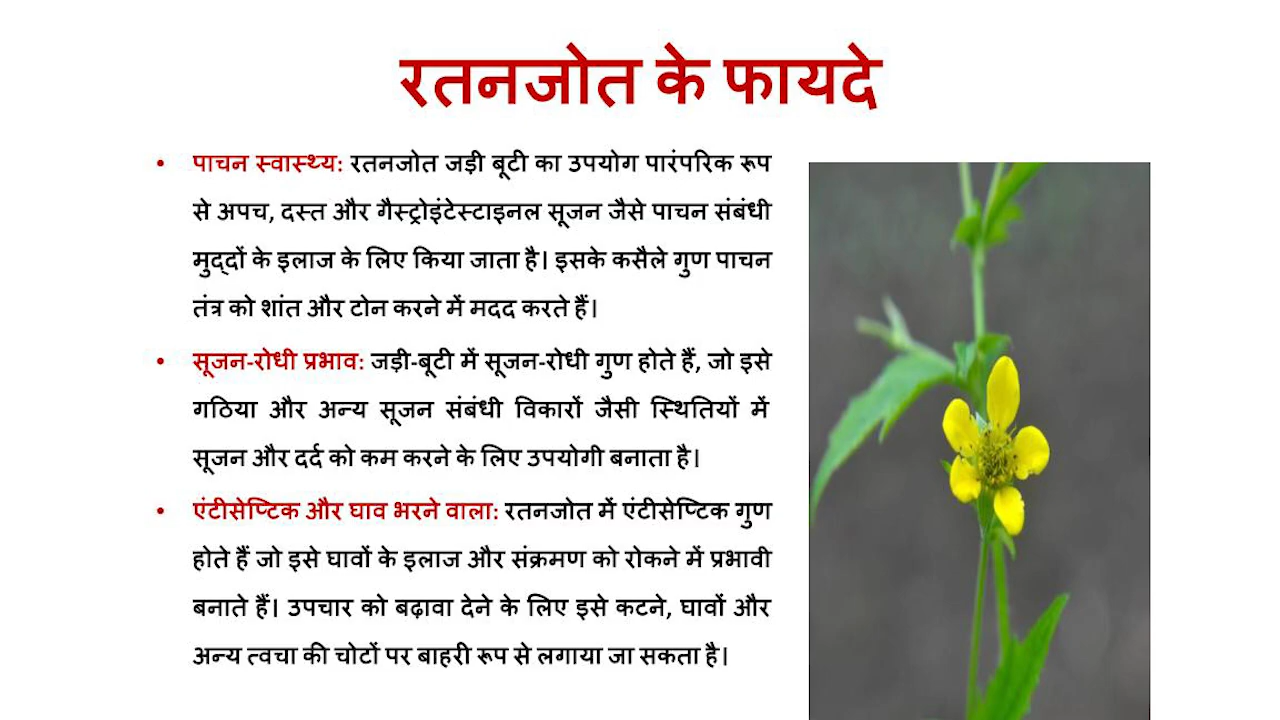 रतनजोत के फायदे
• पाचन स्वास्थ्य: रतनजोत जड़ी बूटी का उपयोग पारंपरिक रूप
से अपच, दस्त और गैस्ट्रोइंटेस्टाइनल सूजन जैसे पाचन संबंधी
मुद्दों के इलाज के लिए किया जाता है। इसके कसैले गुण पाचन
तंत्र को शांत और टोन करने में मदद करते हैं।
• सूजन-रोधी प्रभाव: जड़ी-बूटी में सूजन-रोधी गुण होते हैं, जो इसे
गठिया और अन्य सूजन संबंधी विकारों जैसी स्थितियों में
सूजन और दर्द को कम करने के लिए उपयोगी बनाता है।
• एंटीसेप्टिक और घाव भरने वाला: रतनजोत में एंटीसेप्टिक गुण
होते हैं जो इसे घावों के इलाज और संक्रमण को रोकने में प्रभावी
बनाते हैं। उपचार को बढ़ावा देने के लिए इसे कटने, घावों और
अन्य त्वचा की चोटों पर बाहरी रूप से लगाया जा सकता है।